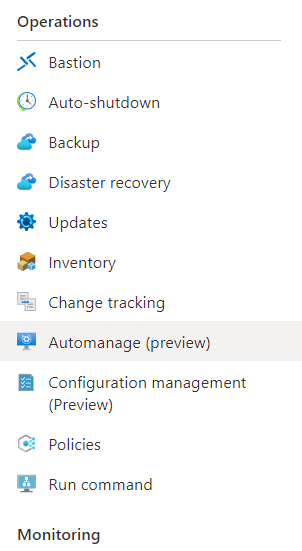 Operations
Bastion
Auto-shutdown
Backup
Disaster recovery
Updates
Inventory
Change tracking
Automanage (preview)
Configuration management
(Preview)
Policies
Run command
Monitoring